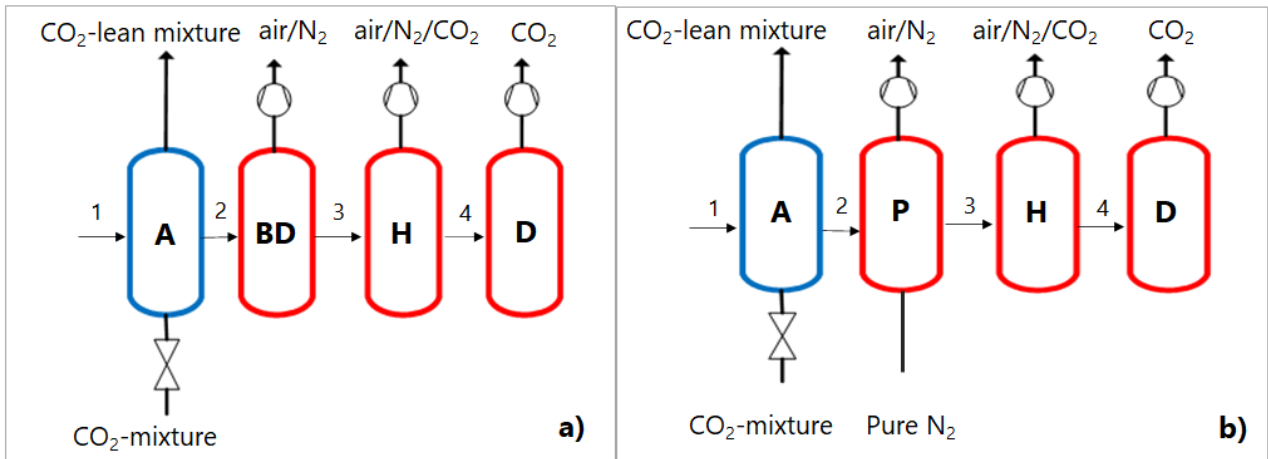 CO₂-lean mixture air/N₂ air/N₂/CO₂ CO₂
1 A 2 BD 3 H 4 D
CO₂-mixture
a)
CO₂-lean mixture air/N₂ air/N₂/CO₂ CO₂
1 A 2 P 3 H 4 D
CO₂-mixture Pure N₂
b)